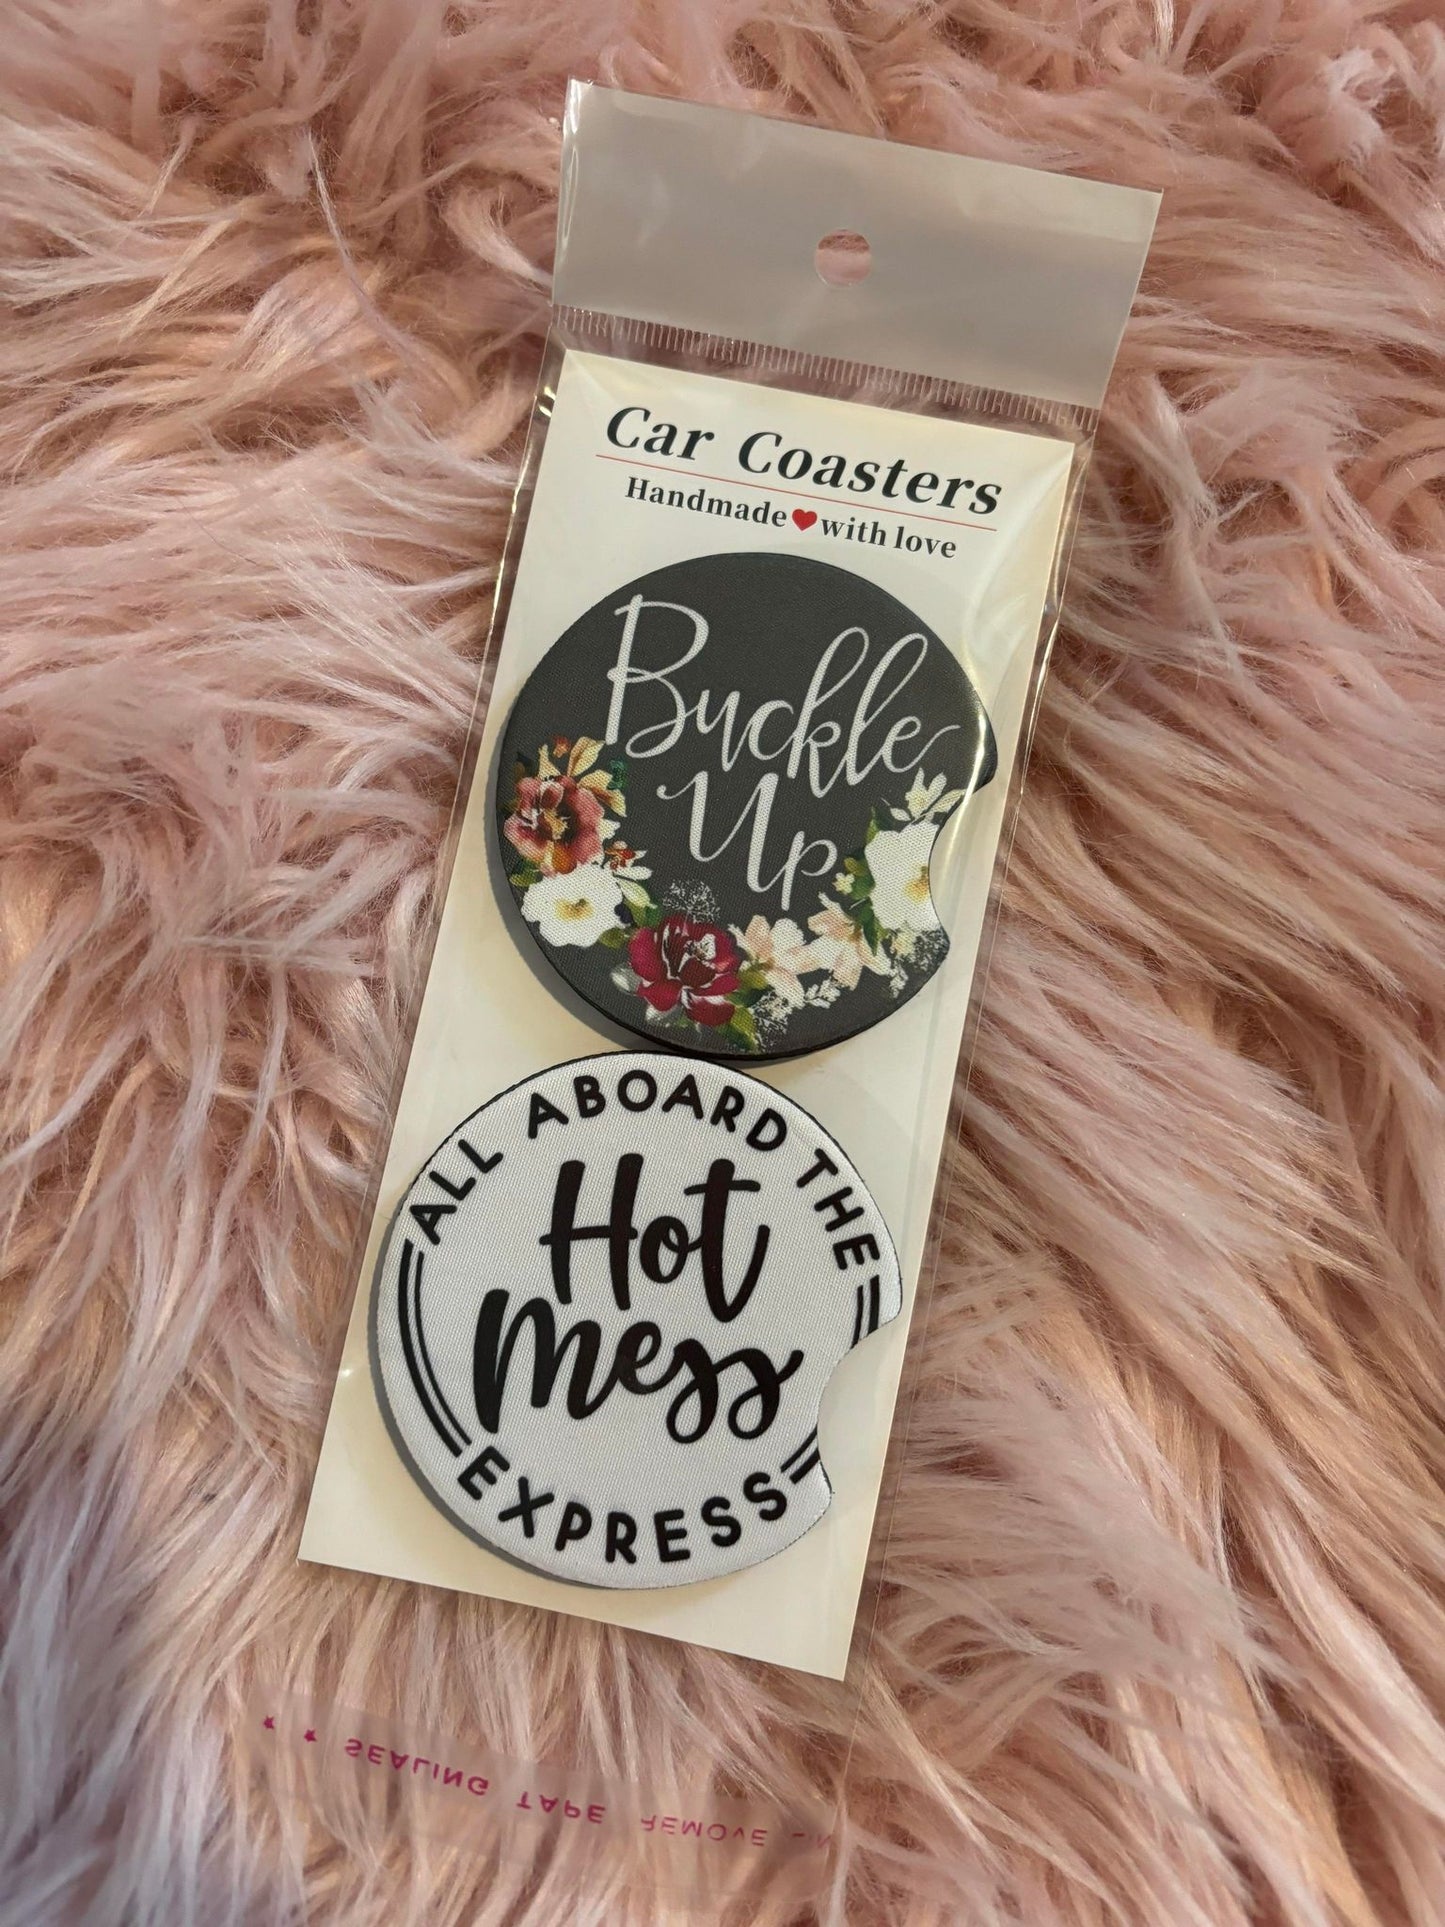 Car Coasters
Handmade❤with love
Buckle
Up
ALL ABOARD THE
Hot
Mess
EXPRESS
★ ★ SEALING TAPE REMOVE